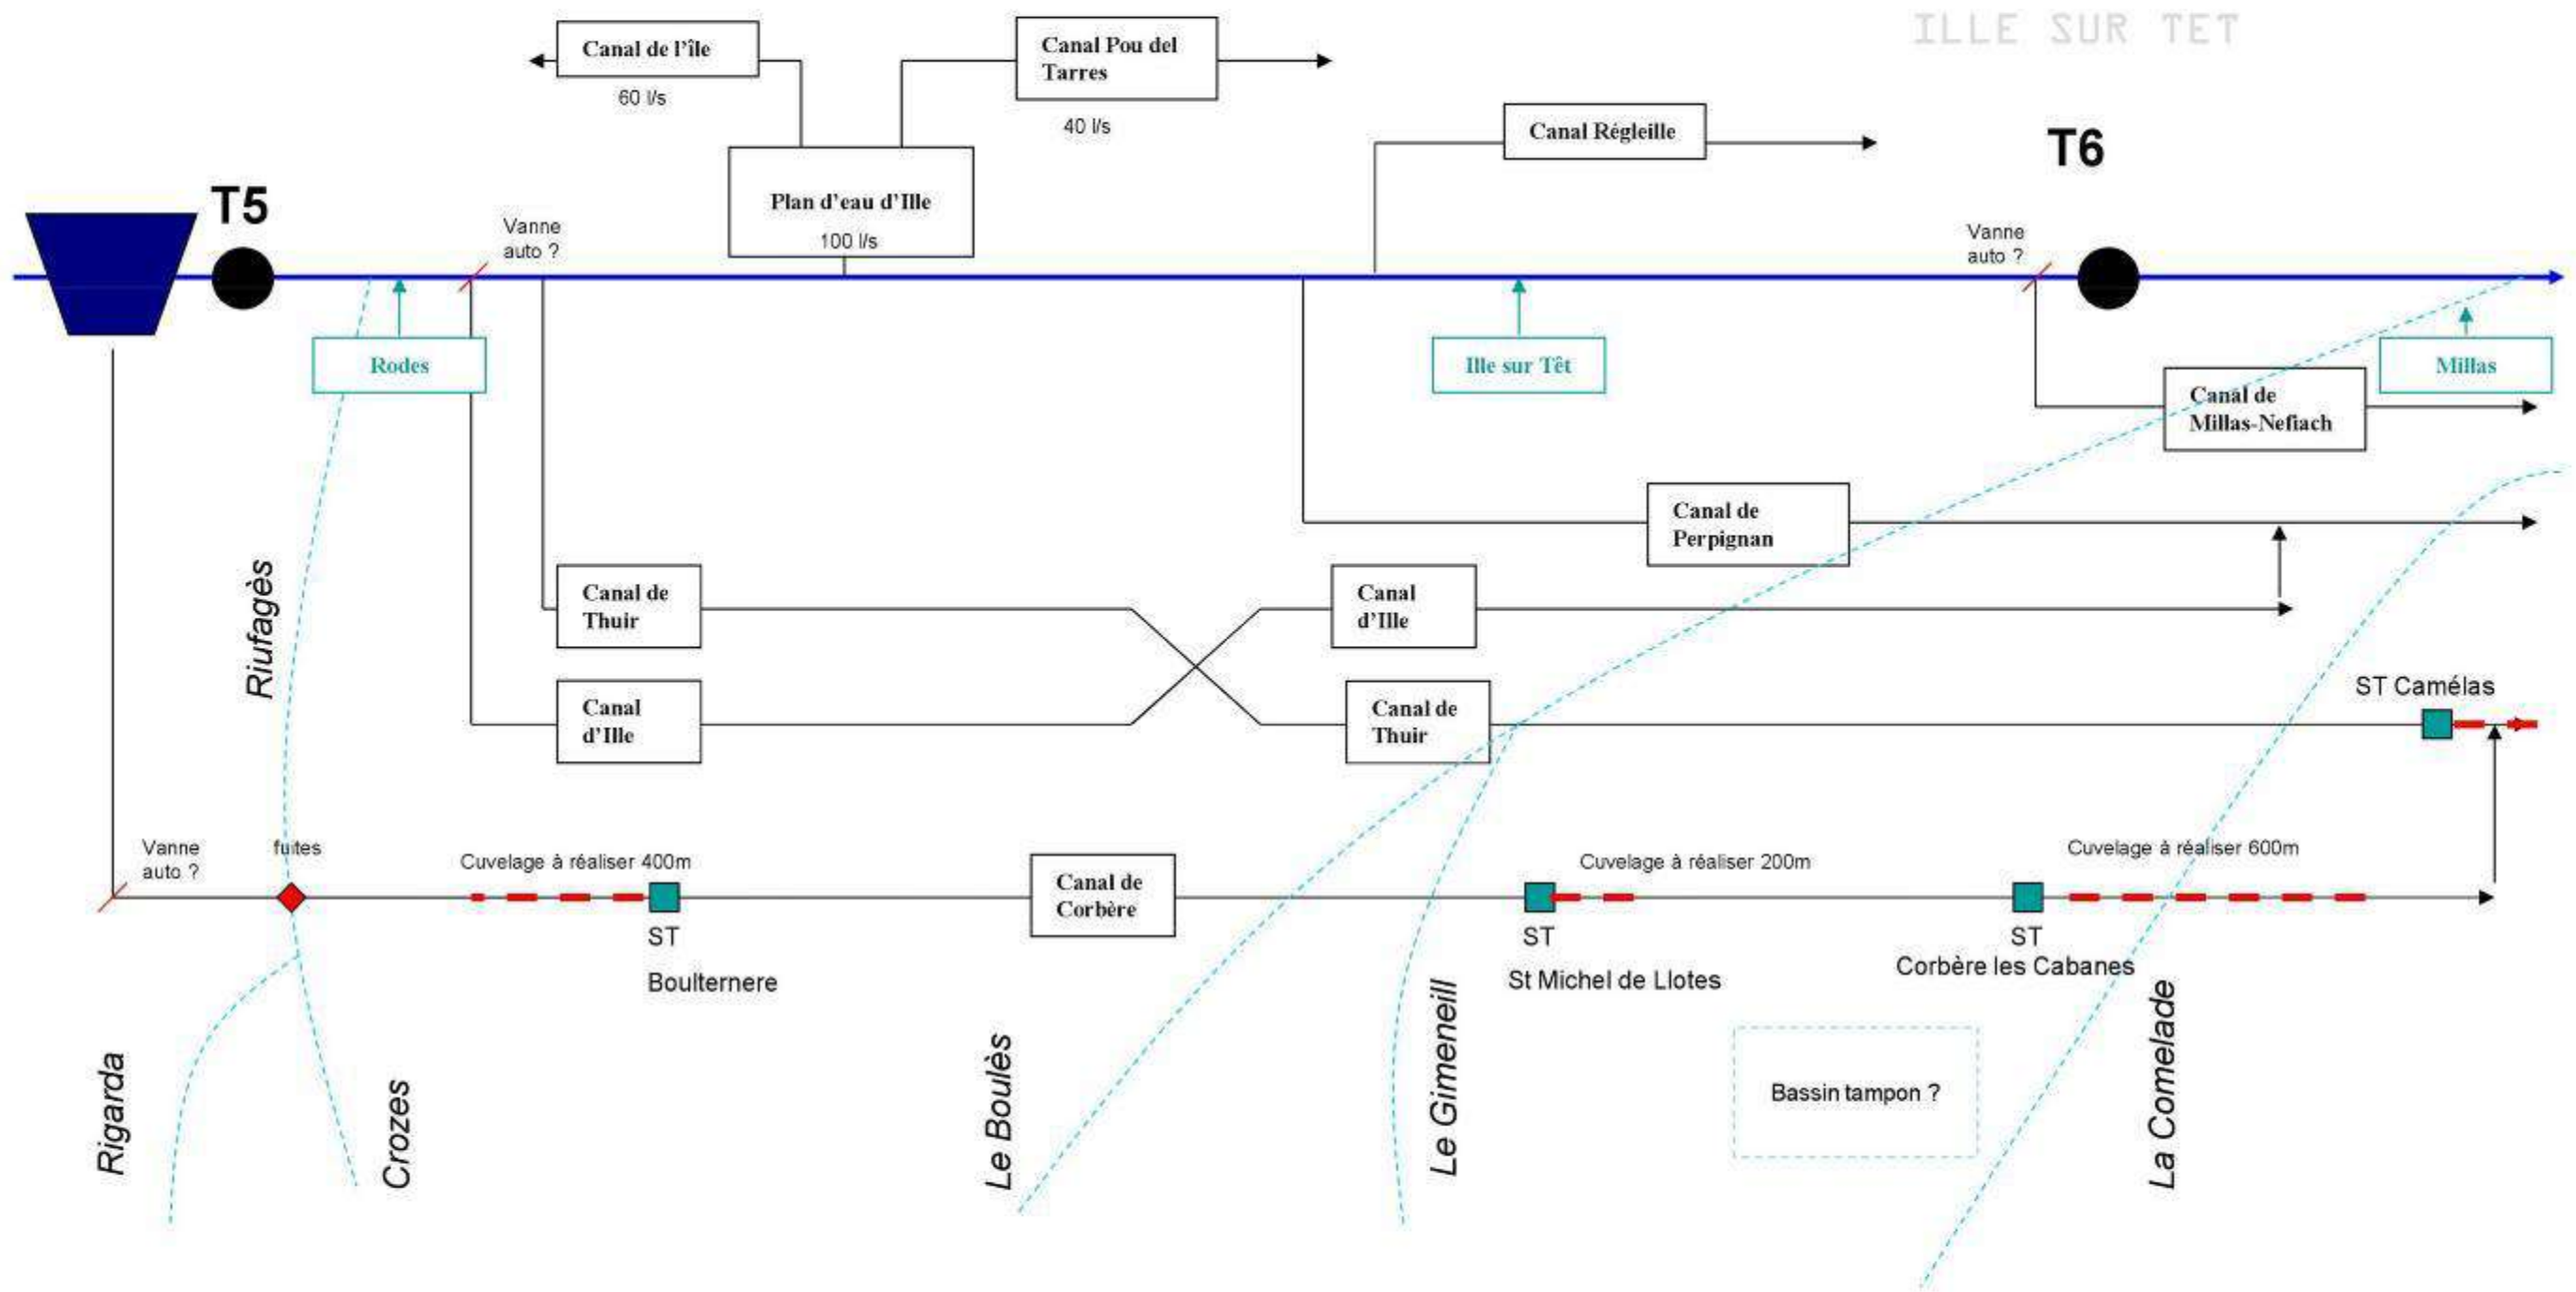 ILLE SUR TET
Canal de l'île
60 l/s
Canal Pou del
Tarres
40 l/s
Canal Régleille
T6
T5
Plan d'eau d'Ille
100 l/s
Vanne
auto ?
Vanne
auto ?
Rodes
Ille sur Têt
Millas
Canal de
Millas-Nefiach
Canal de
Perpignan
Riufagès
Canal de
Thuir
Canal
d'Ille
Canal
d'Ille
Canal de
Thuir
ST Camélas
Vanne
auto ?
fuites
Cuvelage à réaliser 400m
Cuvelage à réaliser 200m
Cuvelage à réaliser 600m
Canal de
Corbère
ST
Boulternere
ST
St Michel de Llotes
ST
Corbère les Cabanes
Rigarda
Crozes
Le Boulès
Le Gimeneill
Bassin tampon ?
La Comelade